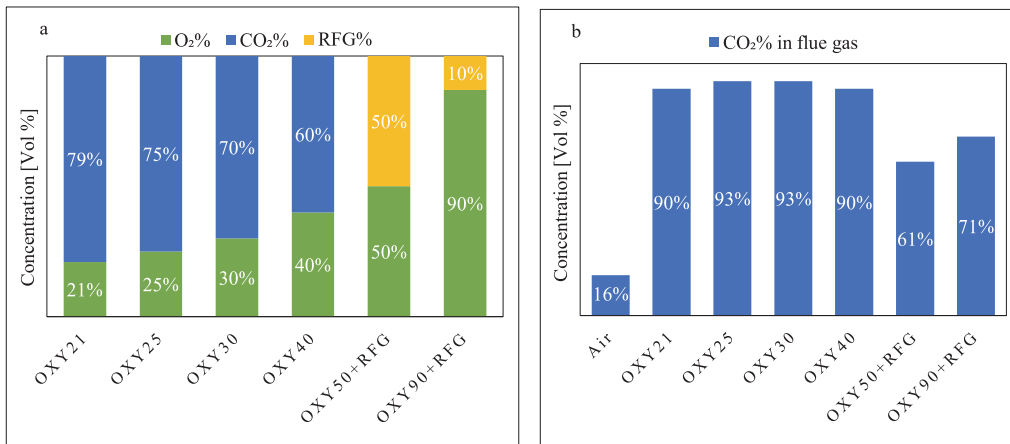 a
O₂% CO₂% RFG%
Concentration [Vol %]
79% 75% 70% 60% 50% 10%
21% 25% 30% 40% 50% 90%
OXY21 OXY25 OXY30 OXY40 OXY50+RFG OXY90+RFG
b
CO₂% in flue gas
Concentration [Vol %]
16% 90% 93% 93% 90% 61% 71%
Air OXY21 OXY25 OXY30 OXY40 OXY50+RFG OXY90+RFG